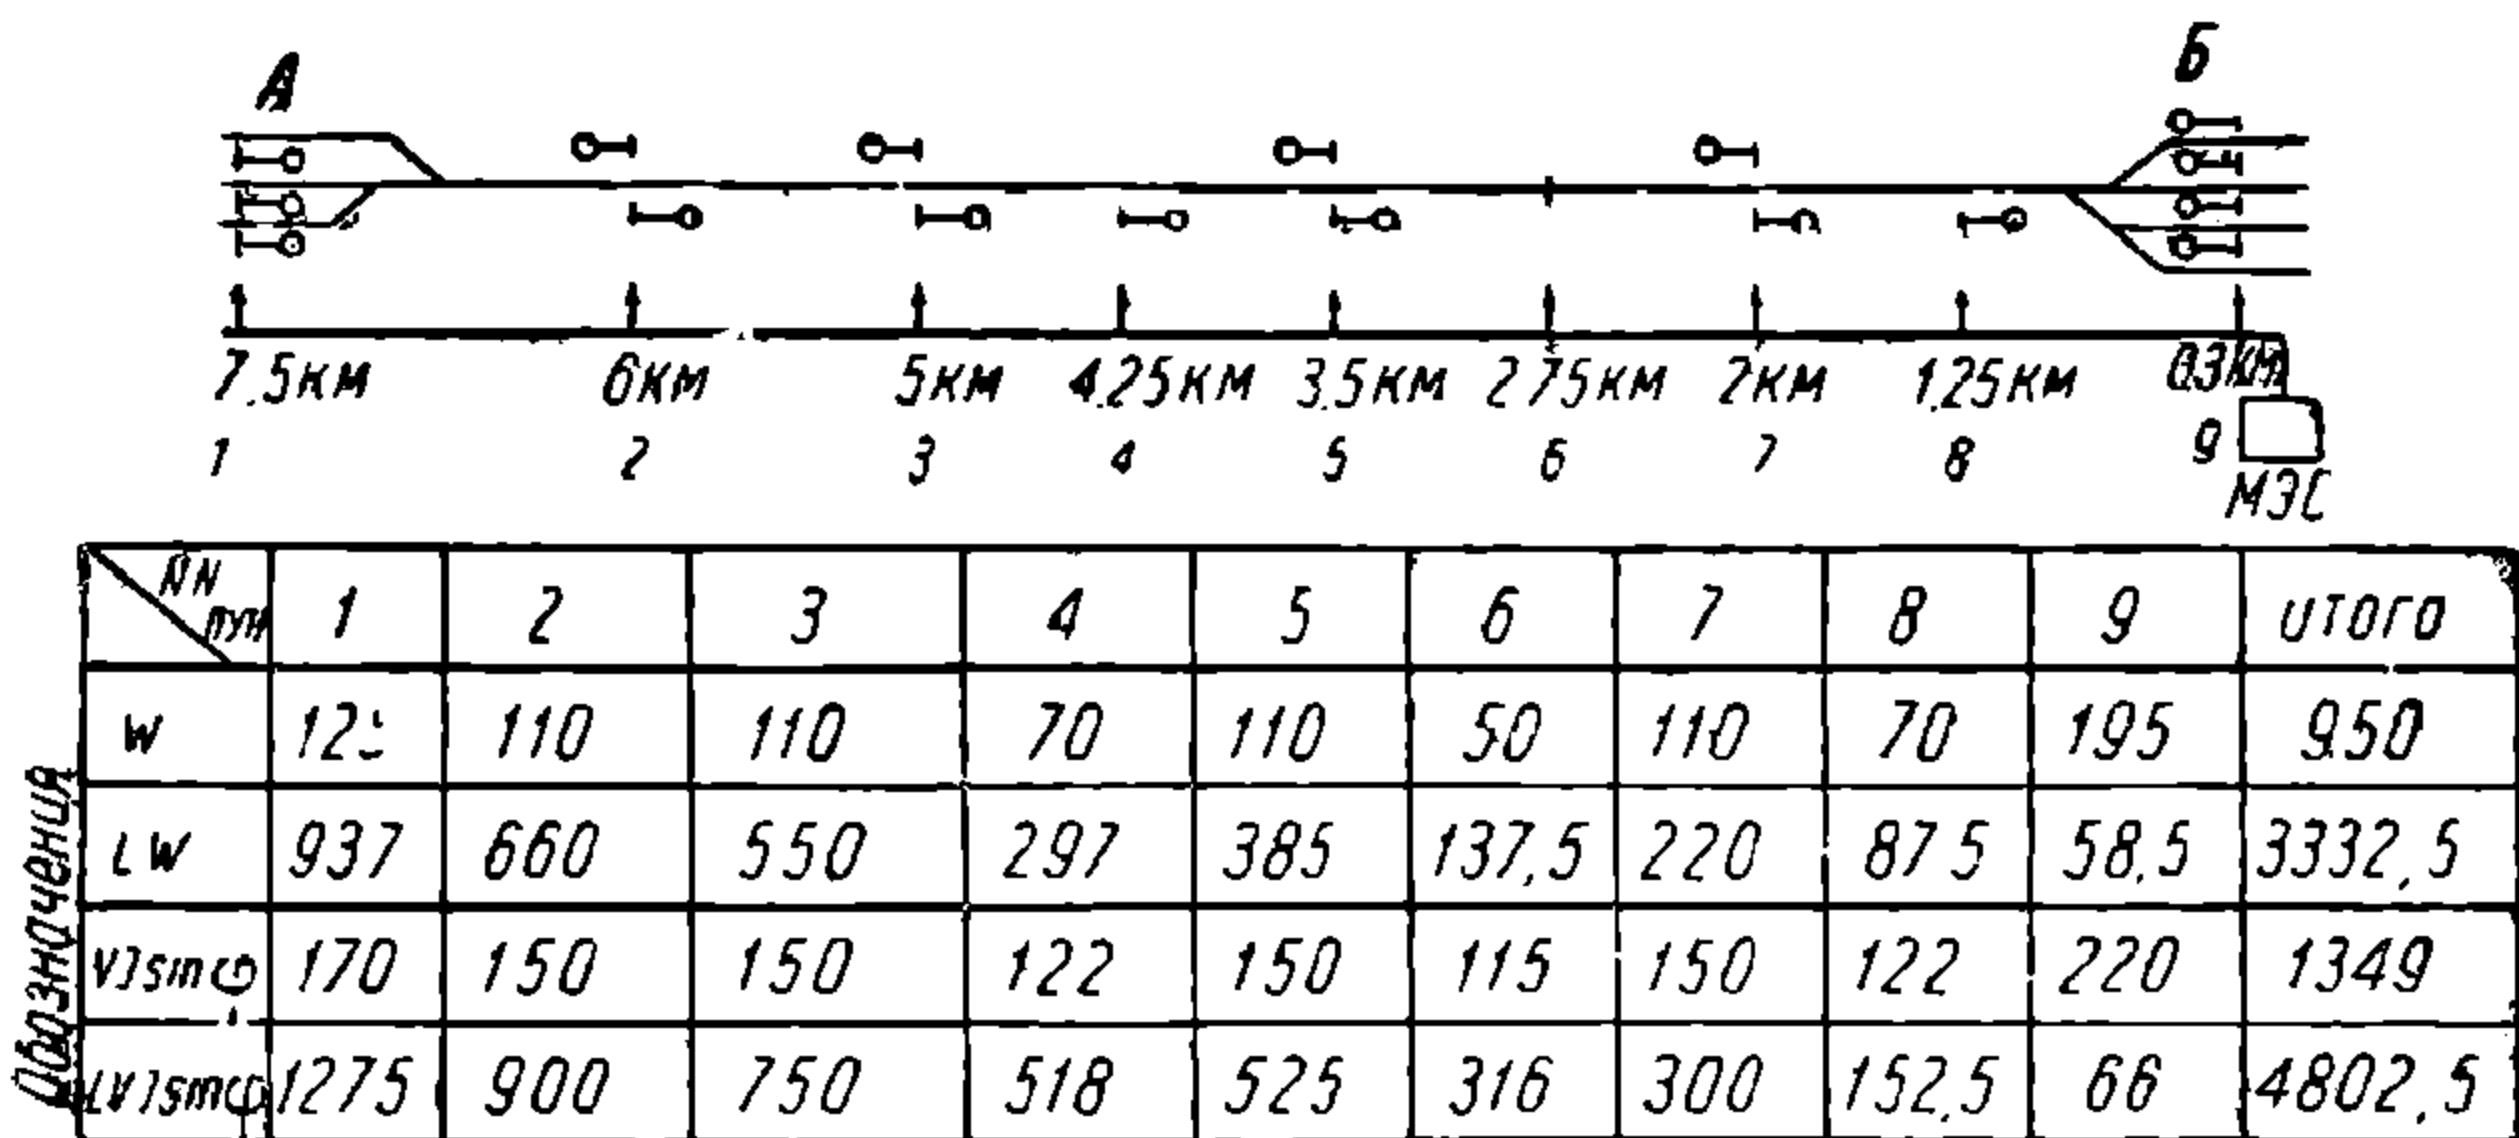 А Б
7.5км 6км 5км 4.25км 3.5км 2.75км 2км 1.25км 0.3км
1 2 3 4 5 6 7 8 9
МЭС
NN 1 2 3 4 5 6 7 8 9 итого
пун
Обозначения
W 125 110 110 70 110 50 110 70 195 950
LW 937 660 550 297 385 137,5 220 87 5 58,5 3332,5
VJsinφ 170 150 150 122 150 115 150 122 220 1349
LVJsinφ 1275 900 750 518 525 316 300 152,5 66 4802,5